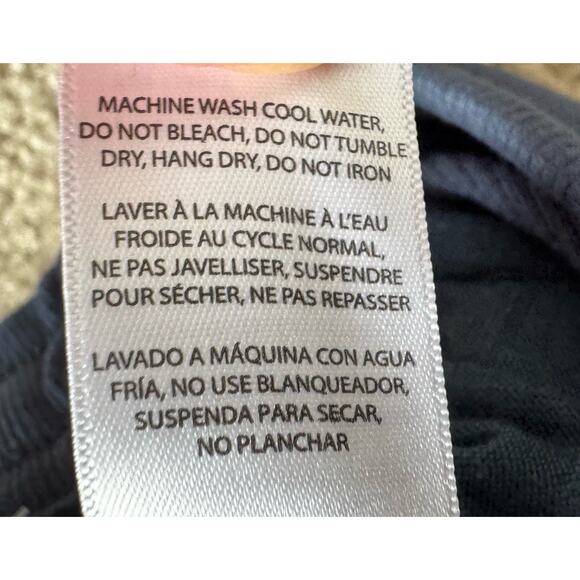 MACHINE WASH COOL WATER,
DO NOT BLEACH, DO NOT TUMBLE
DRY, HANG DRY, DO NOT IRON
LAVER À LA MACHINE À L'EAU
FROIDE AU CYCLE NORMAL,
NE PAS JAVELLISER, SUSPENDRE
POUR SÉCHER, NE PAS REPASSER
LAVADO A MÁQUINA CON AGUA
FRÍA, NO USE BLANQUEADOR,
SUSPENDA PARA SECAR,
NO PLANCHAR